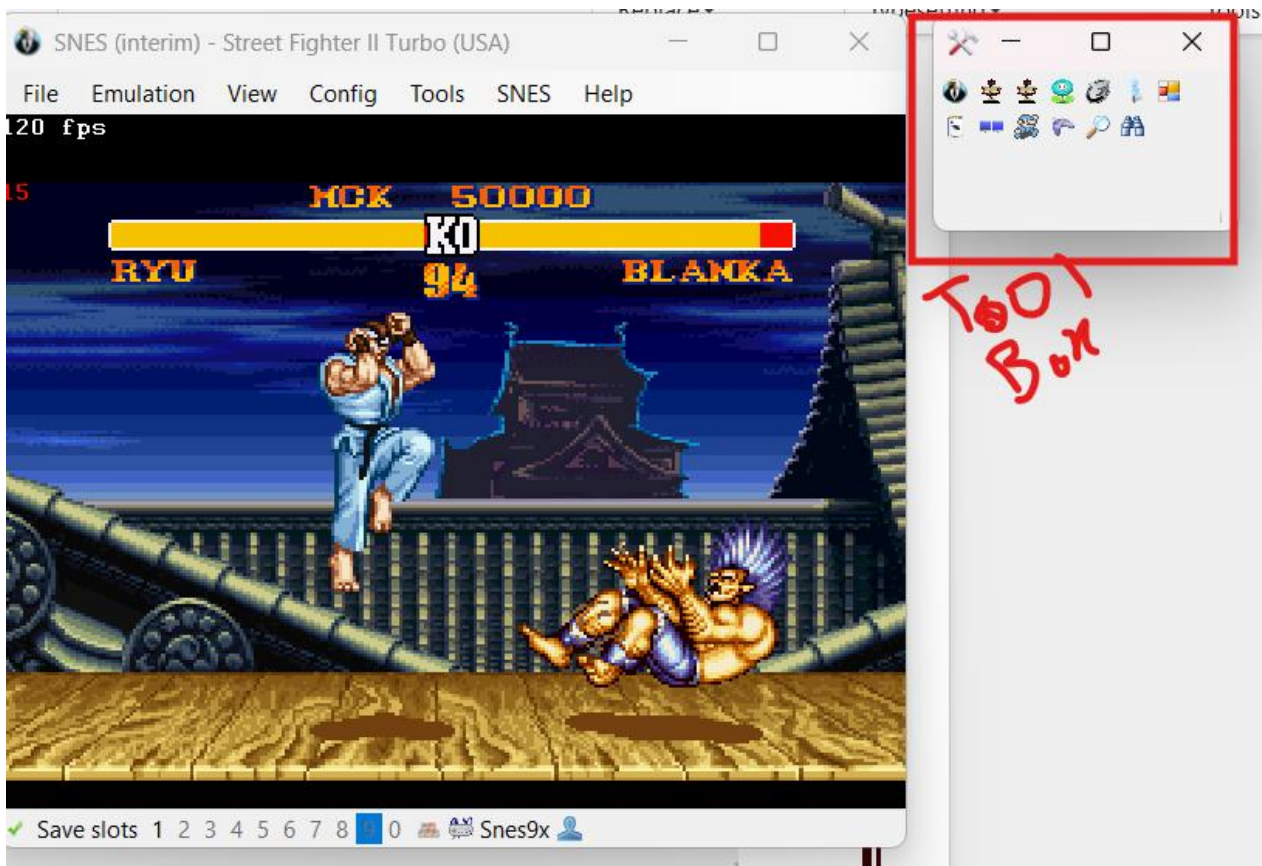 SNES (interim) - Street Fighter II Turbo (USA)
File Emulation View Config Tools SNES Help
120 fps
15
MCK 50000
KO
RYU 94 BLANKA
Tool
Box
Save slots 1 2 3 4 5 6 7 8 9 0 Snes9x